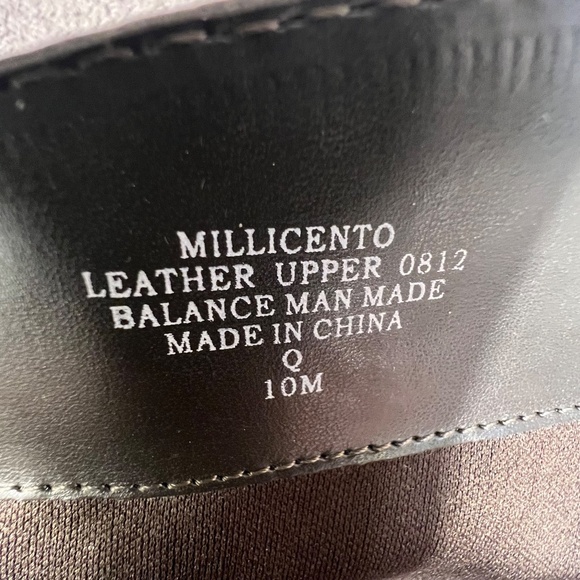 MILLICENTO
LEATHER UPPER 0812
BALANCE MAN MADE
MADE IN CHINA
Q
10M